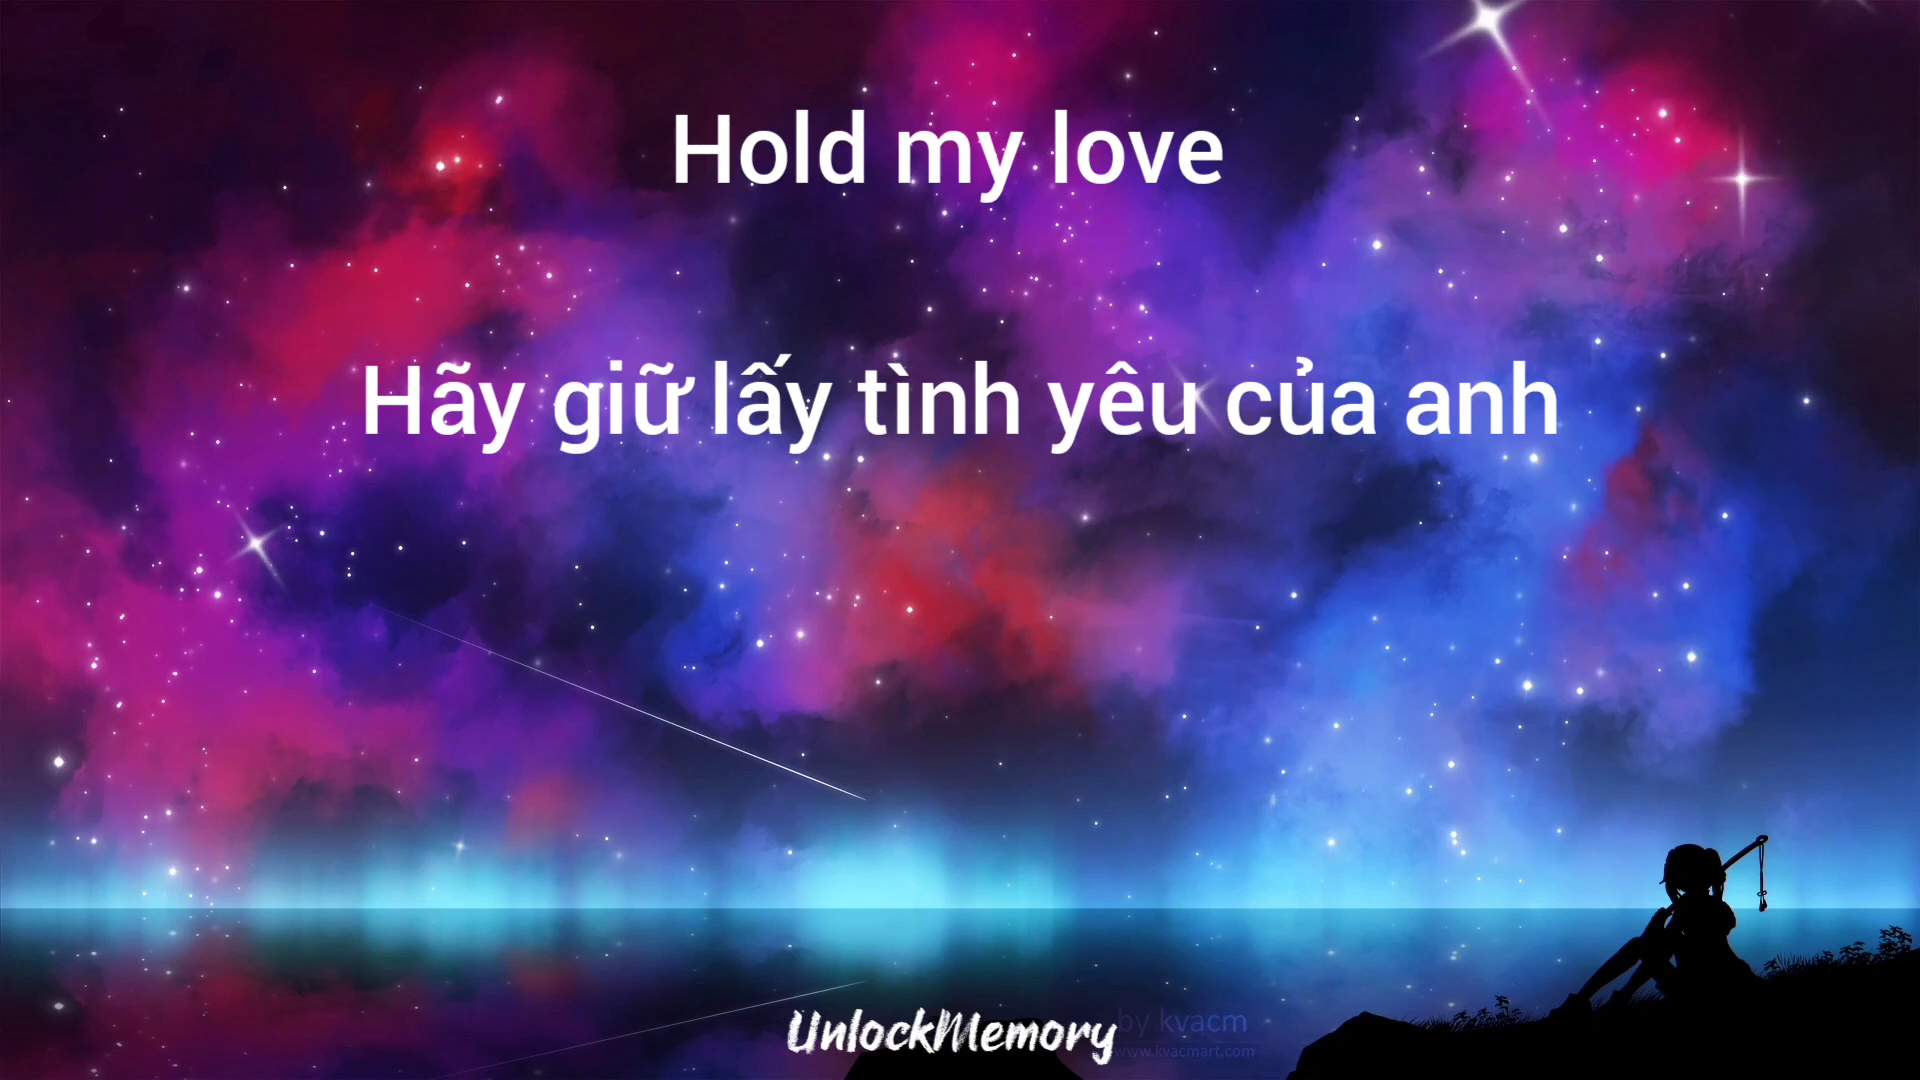 Hold my love
Hãy giữ lấy tình yêu của anh
UnlockMemory
by kvacm
www.kvacmart.com